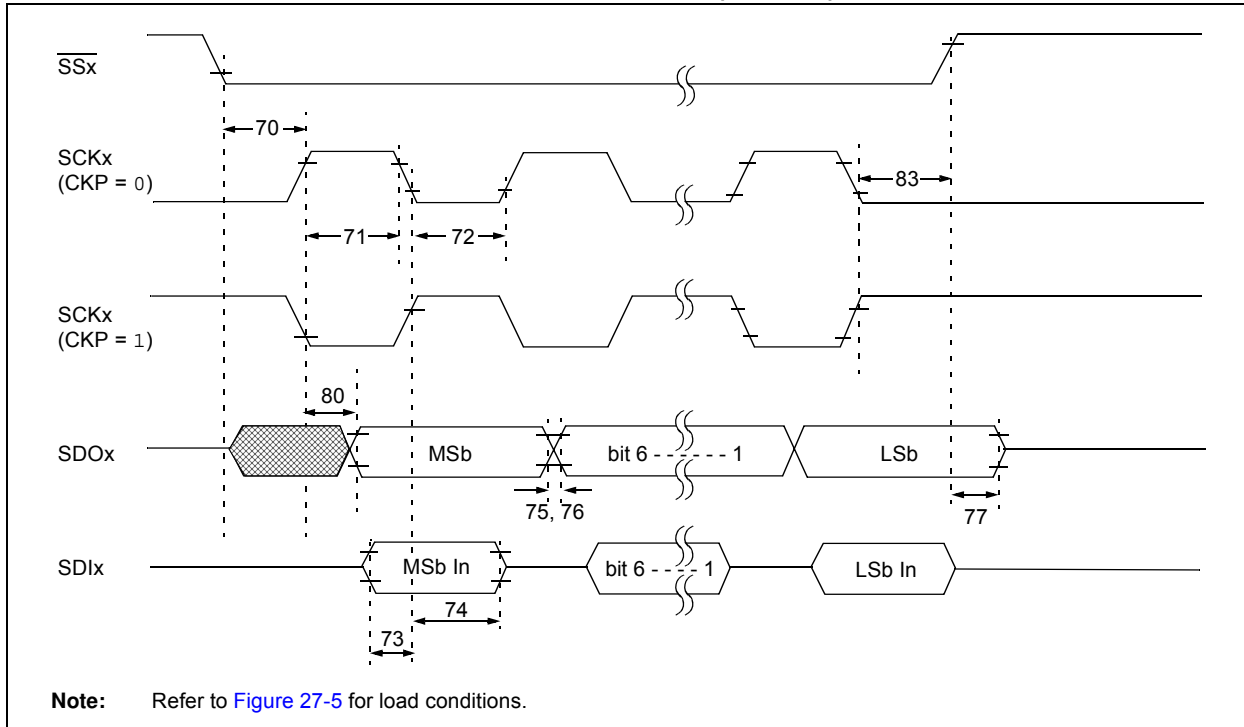 SSx
70
SCKx
(CKP = 0)
83
71
72
SCKx
(CKP = 1)
80
SDOx
MSb
bit 6 - - - - - - 1
LSb
75, 76
77
SDIx
MSb In
bit 6 - - - - 1
LSb In
74
73
Note: Refer to Figure 27-5 for load conditions.